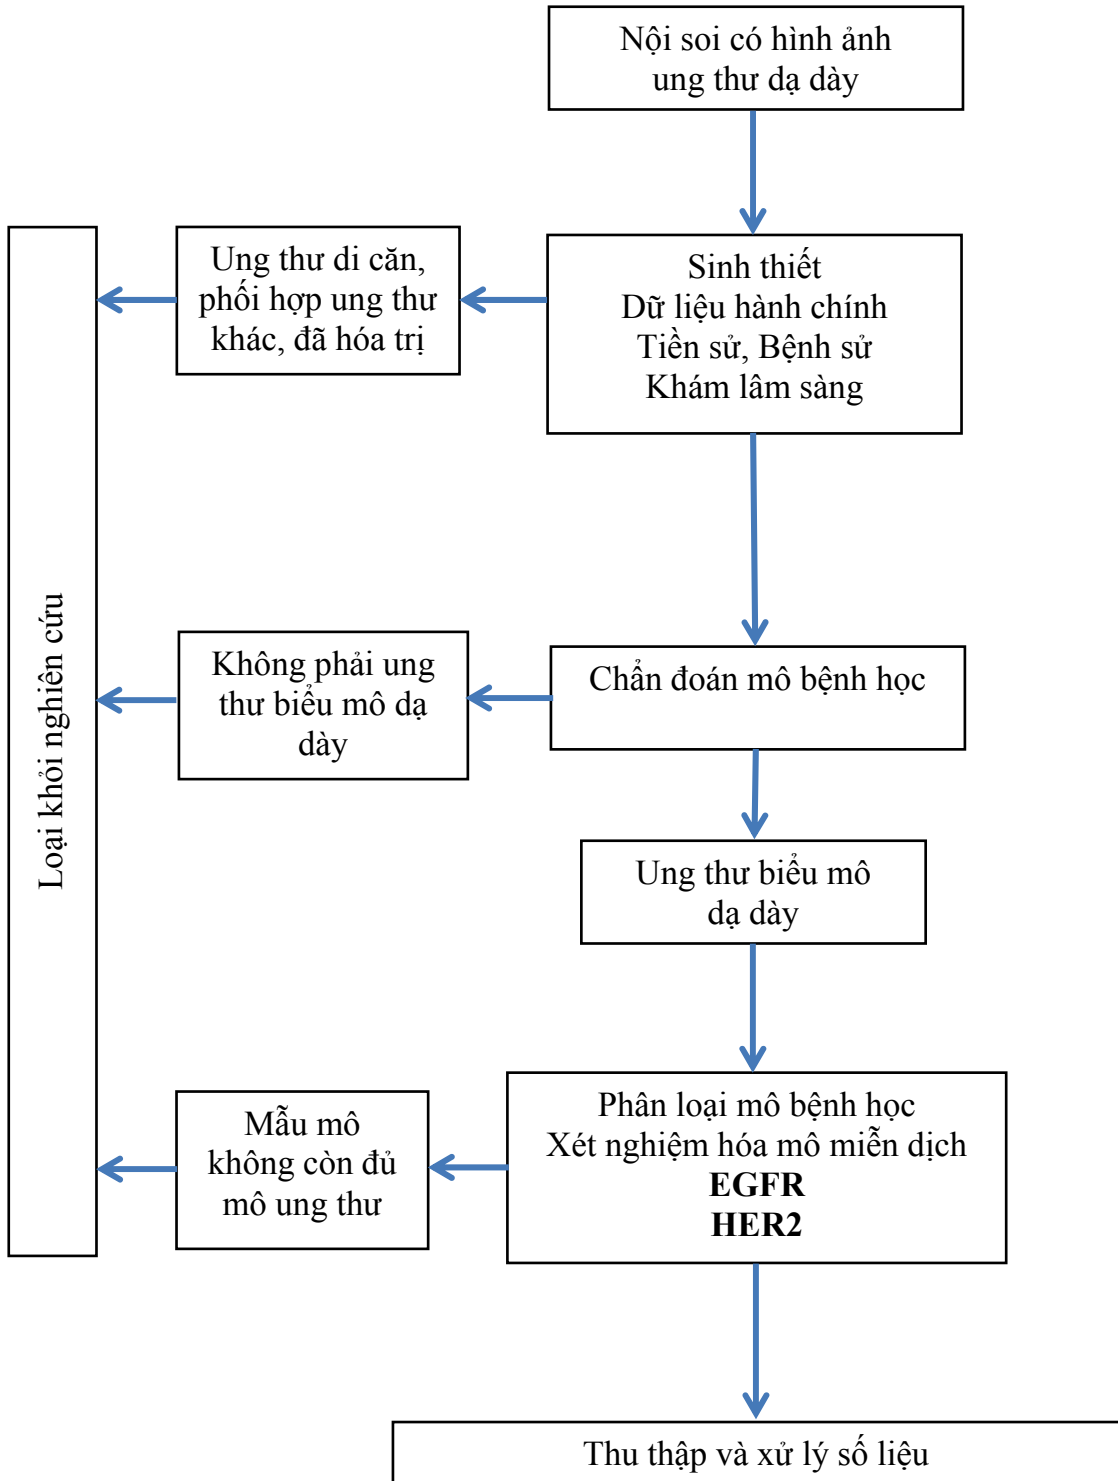 Nội soi có hình ảnh
ung thư dạ dày
Ung thư di căn,
phối hợp ung thư
khác, đã hóa trị
Sinh thiết
Dữ liệu hành chính
Tiền sử, Bệnh sử
Khám lâm sàng
Loại khỏi nghiên cứu
Không phải ung
thư biểu mô dạ
dày
Chẩn đoán mô bệnh học
Ung thư biểu mô
dạ dày
Mẫu mô
không còn đủ
mô ung thư
Phân loại mô bệnh học
Xét nghiệm hóa mô miễn dịch
EGFR
HER2
Thu thập và xử lý số liệu